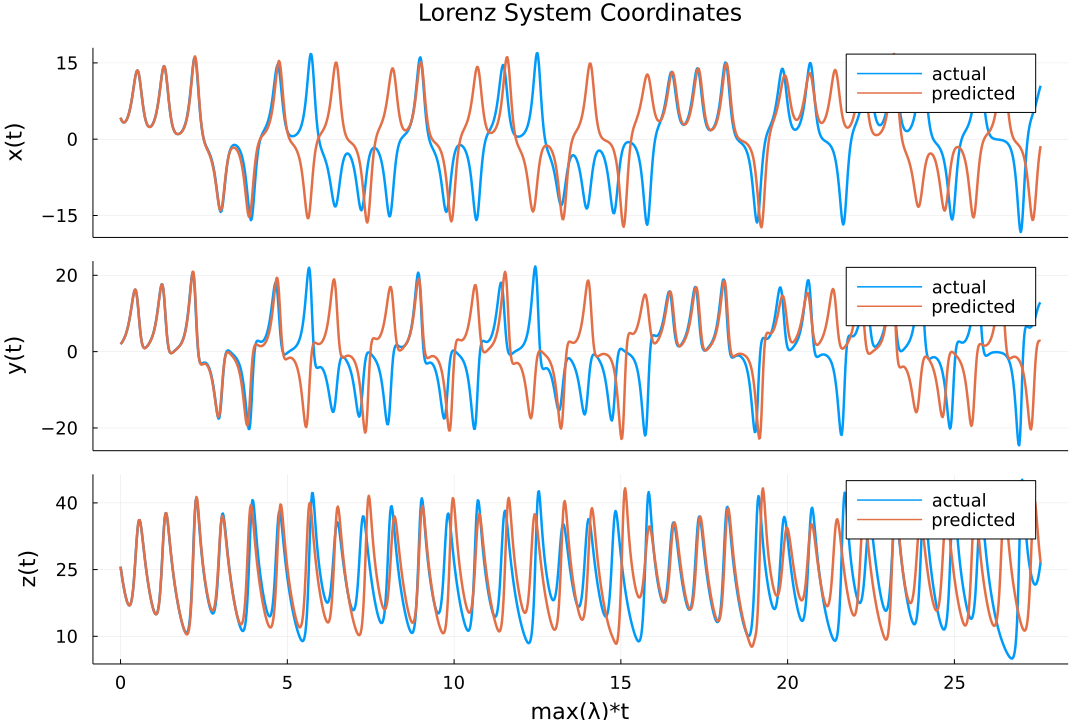 Lorenz System Coordinates
x(t)
15
0
−15
actual
predicted
y(t)
20
0
−20
actual
predicted
z(t)
40
25
10
actual
predicted
0 5 10 15 20 25
max(λ)*t